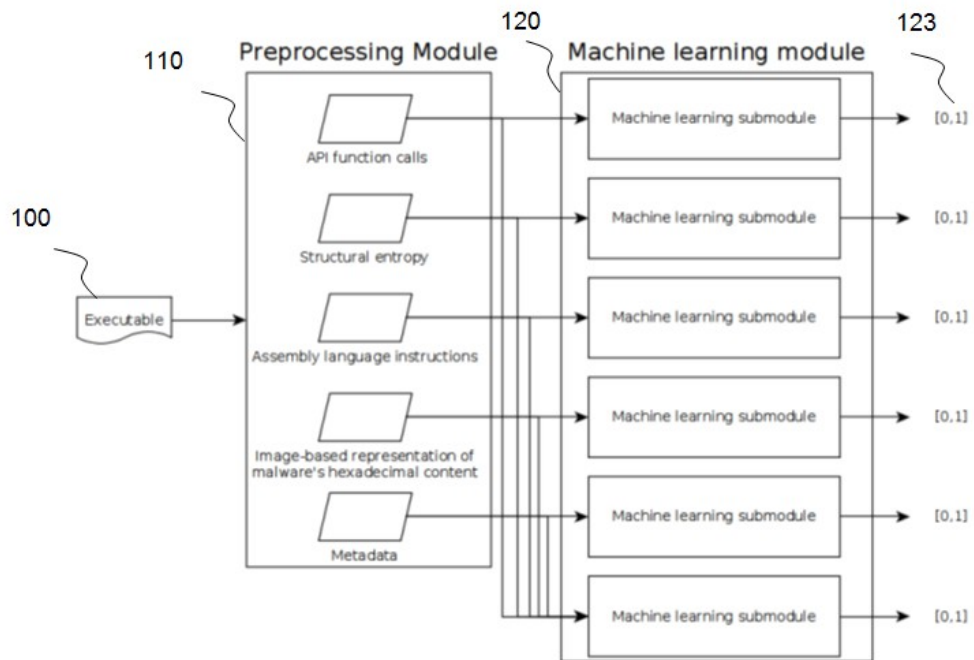 120
123
Preprocessing Module
Machine learning module
110
Machine learning submodule
[0,1]
API function calls
100
Machine learning submodule
[0,1]
Structural entropy
Executable
Machine learning submodule
[0,1]
Assembly language instructions
Machine learning submodule
[0,1]
Image-based representation of
malware's hexadecimal content
Machine learning submodule
[0,1]
Metadada
Machine learning submodule
[0,1]